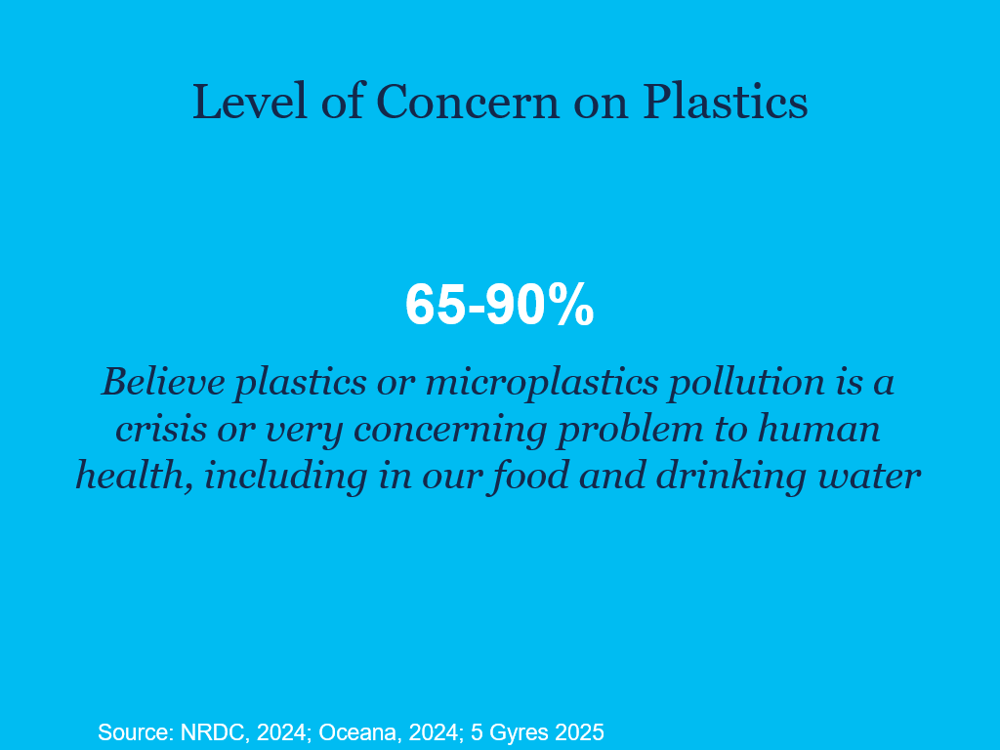 Level of Concern on Plastics
65-90%
Believe plastics or microplastics pollution is a
crisis or very concerning problem to human
health, including in our food and drinking water
Source: NRDC, 2024; Oceana, 2024; 5 Gyres 2025